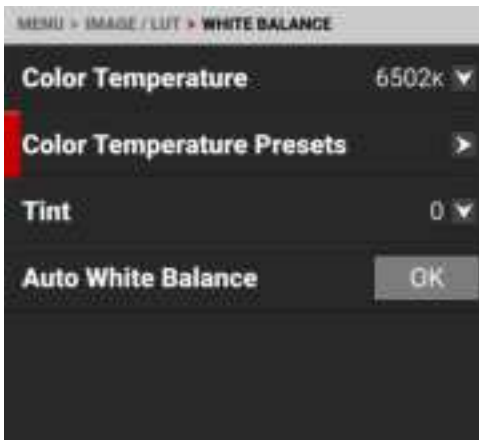 MENU > IMAGE / LUT > WHITE BALANCE
Color Temperature 6502K
Color Temperature Presets
Tint 0
Auto White Balance OK